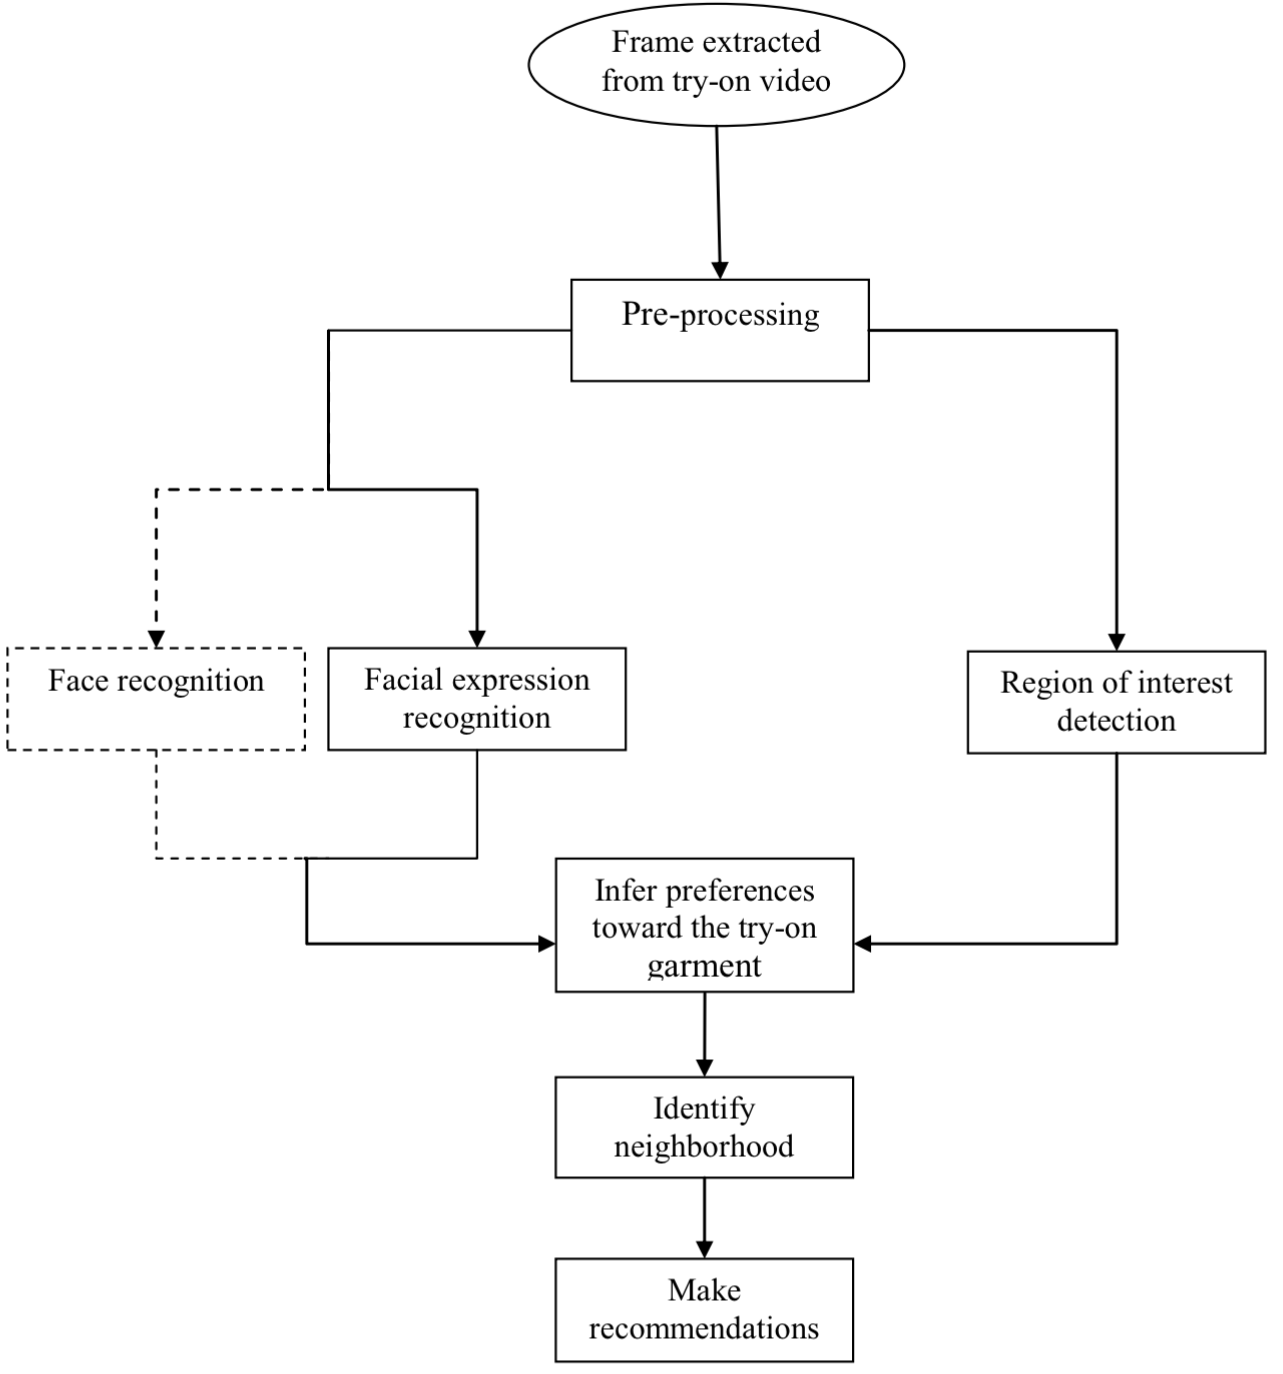 Frame extracted
from try-on video
Pre-processing
Face recognition
Facial expression
recognition
Region of interest
detection
Infer preferences
toward the try-on
garment
Identify
neighborhood
Make
recommendations